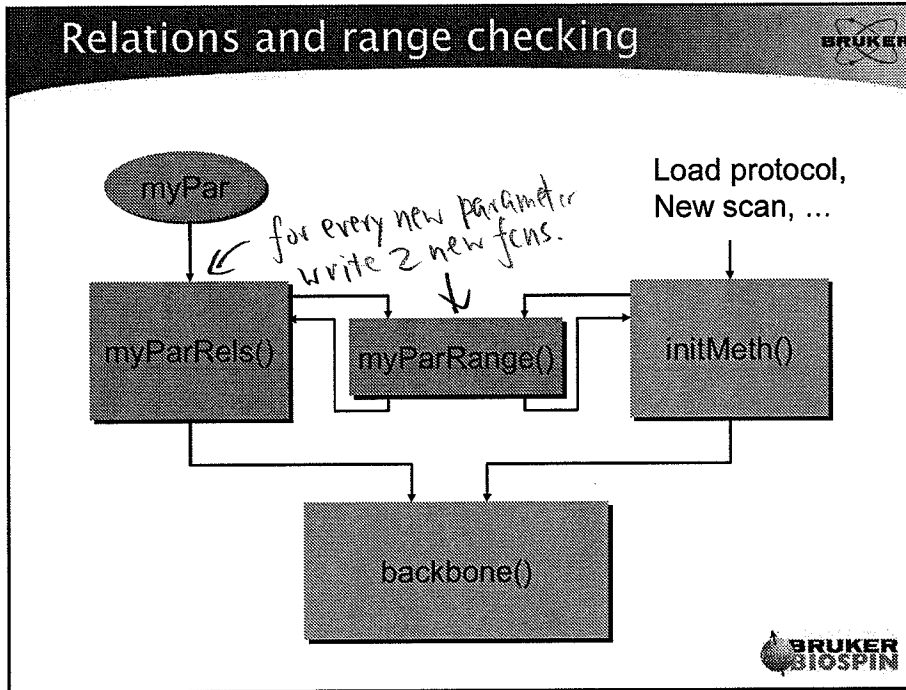 Relations and range checking
BRUKER
myPar
Load protocol,
New scan, ...
for every new parameter
write 2 new fcns.
myParRels()
myParRange()
initMeth()
backbone()
BRUKER
BIOSPIN